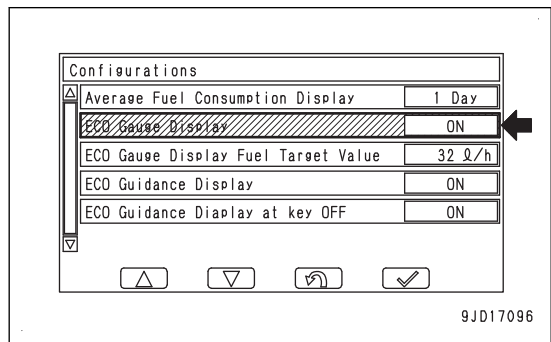 Configurations
Average Fuel Consumption Display 1 Day
ECO Gauge Display ON
ECO Gauge Display Fuel Target Value 32 ℓ/h
ECO Guidance Display ON
ECO Guidance Diaplay at key OFF ON
9JD17096